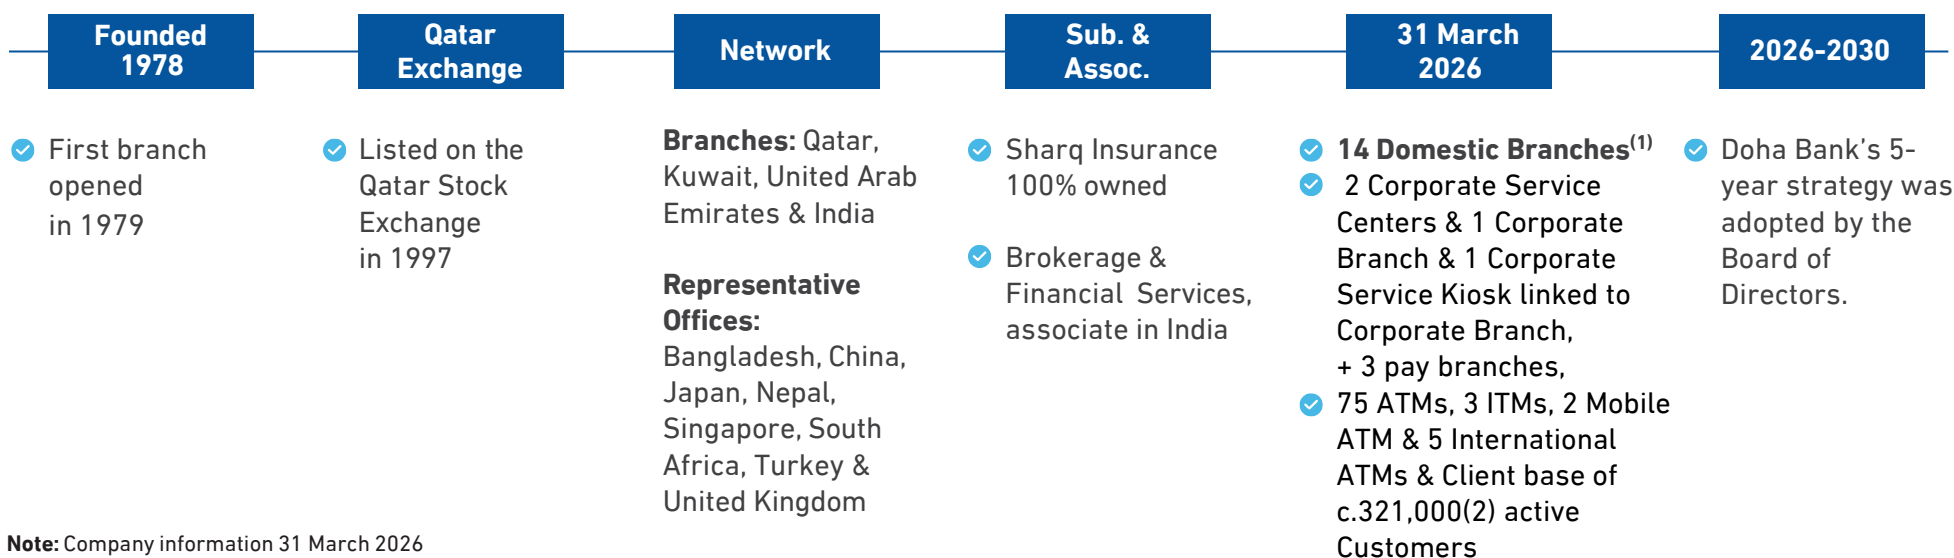 Founded
1978
Qatar
Exchange
Network
Sub. &
Assoc.
31 March
2026
2026-2030
First branch
opened
in 1979
Listed on the
Qatar Stock
Exchange
in 1997
Branches: Qatar,
Kuwait, United Arab
Emirates & India
Representative
Offices:
Bangladesh, China,
Japan, Nepal,
Singapore, South
Africa, Turkey &
United Kingdom
Sharq Insurance
100% owned
Brokerage &
Financial Services,
associate in India
14 Domestic Branches(1)
2 Corporate Service
Centers & 1 Corporate
Branch & 1 Corporate
Service Kiosk linked to
Corporate Branch,
+ 3 pay branches,
75 ATMs, 3 ITMs, 2 Mobile
ATM & 5 International
ATMs & Client base of
c.321,000(2) active
Customers
Doha Bank’s 5-
year strategy was
adopted by the
Board of
Directors.
Note: Company information 31 March 2026